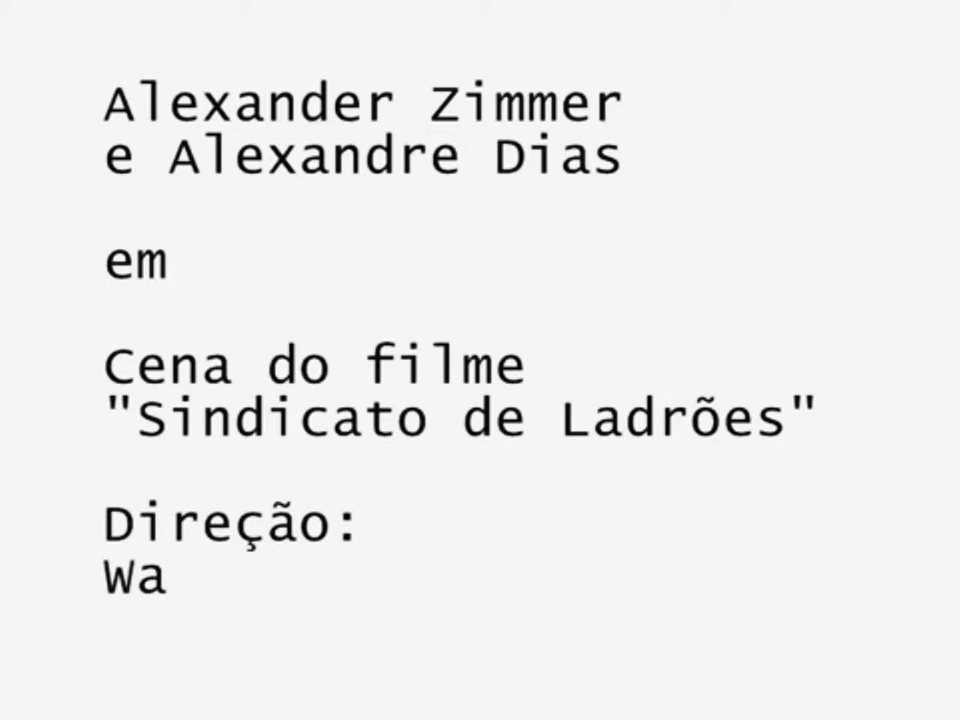 Alexander Zimmer
e Alexandre Dias
em
Cena do filme
"Sindicato de Ladrões"
Direção:
Wa